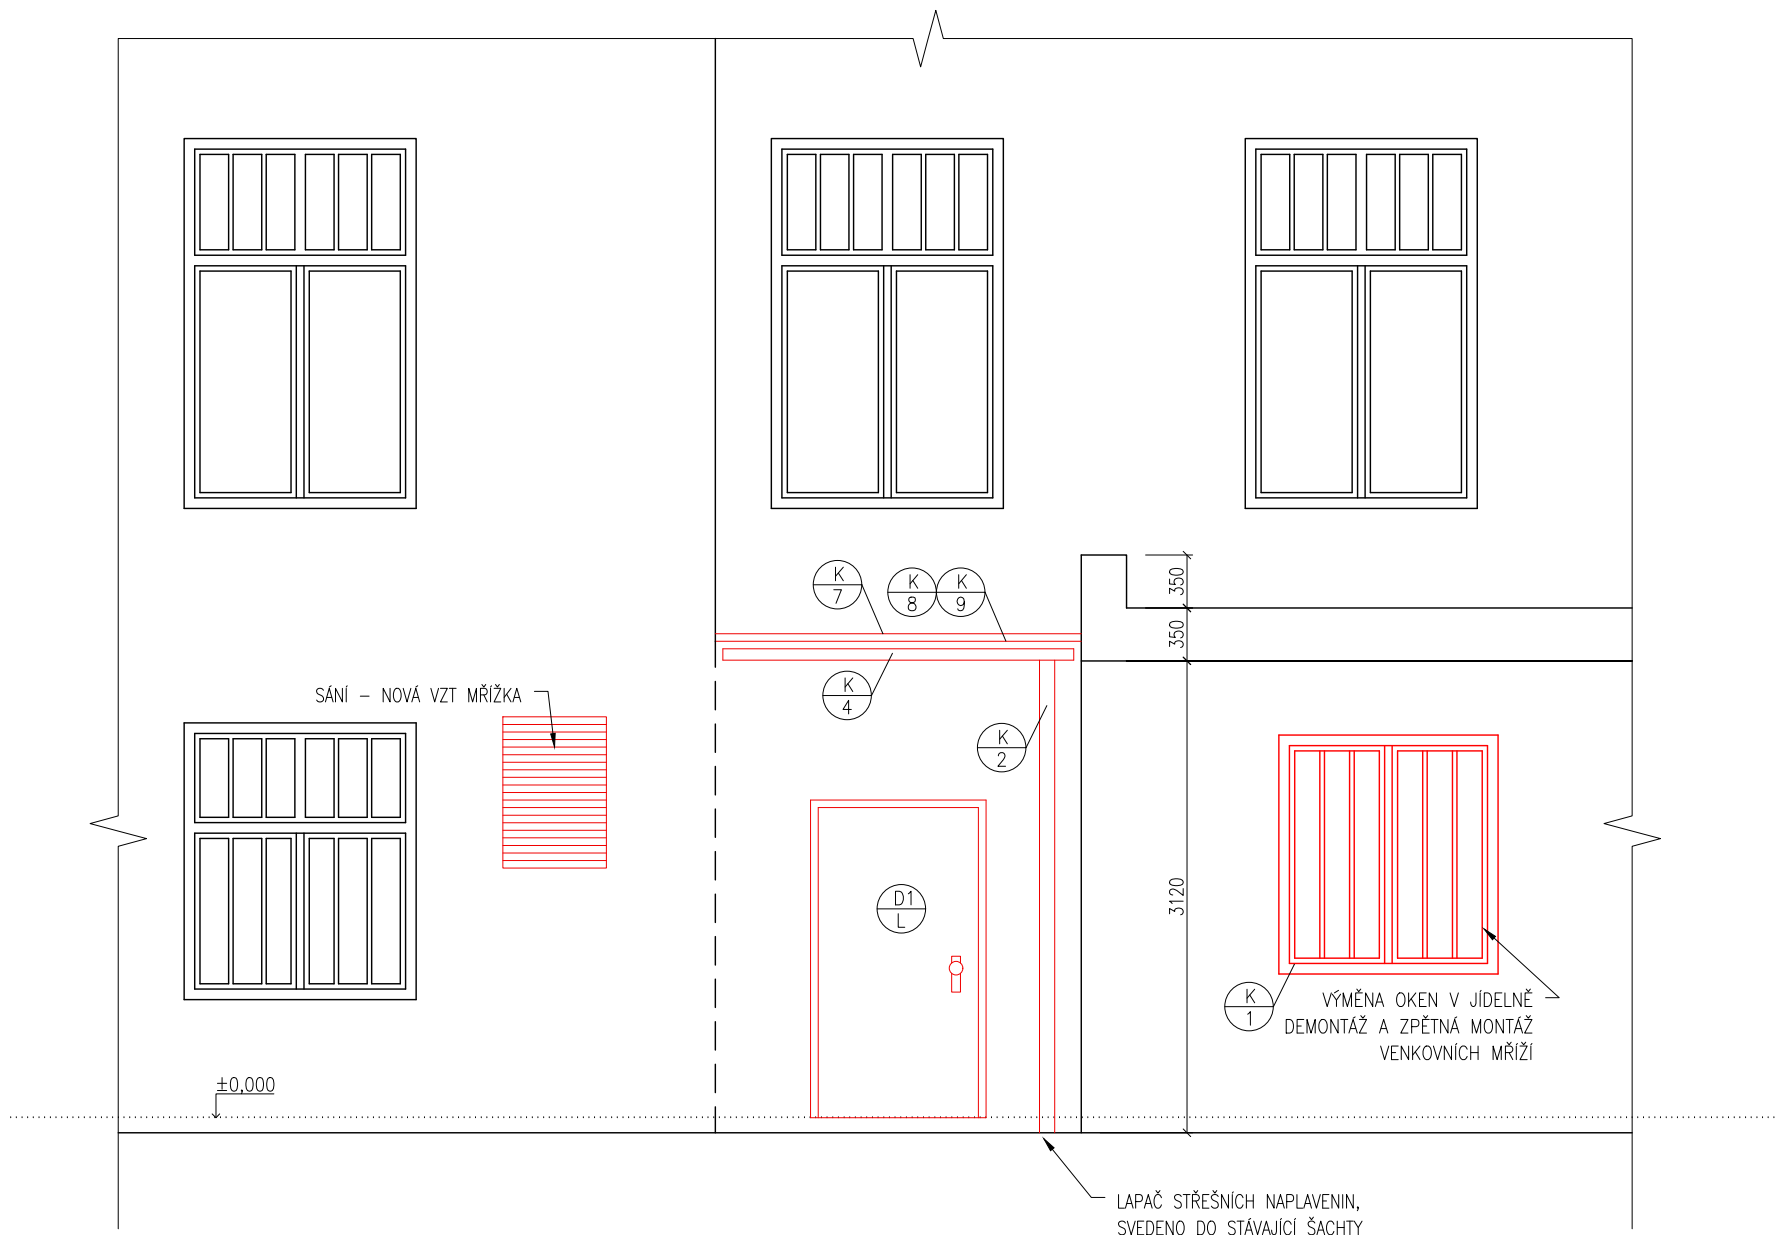 K
7
K
8
K
9
350
350
K
4
SÁNÍ – NOVÁ VZT MŘÍŽKA
K
2
3120
D1
L
K
1
VÝMĚNA OKEN V JÍDELNĚ
DEMONTÁŽ A ZPĚTNÁ MONTÁŽ
VENKOVNÍCH MŘÍŽÍ
±0,000
LAPAČ STŘEŠNÍCH NAPLAVENIN,
SVEDENO DO STÁVAJÍCÍ ŠACHTY